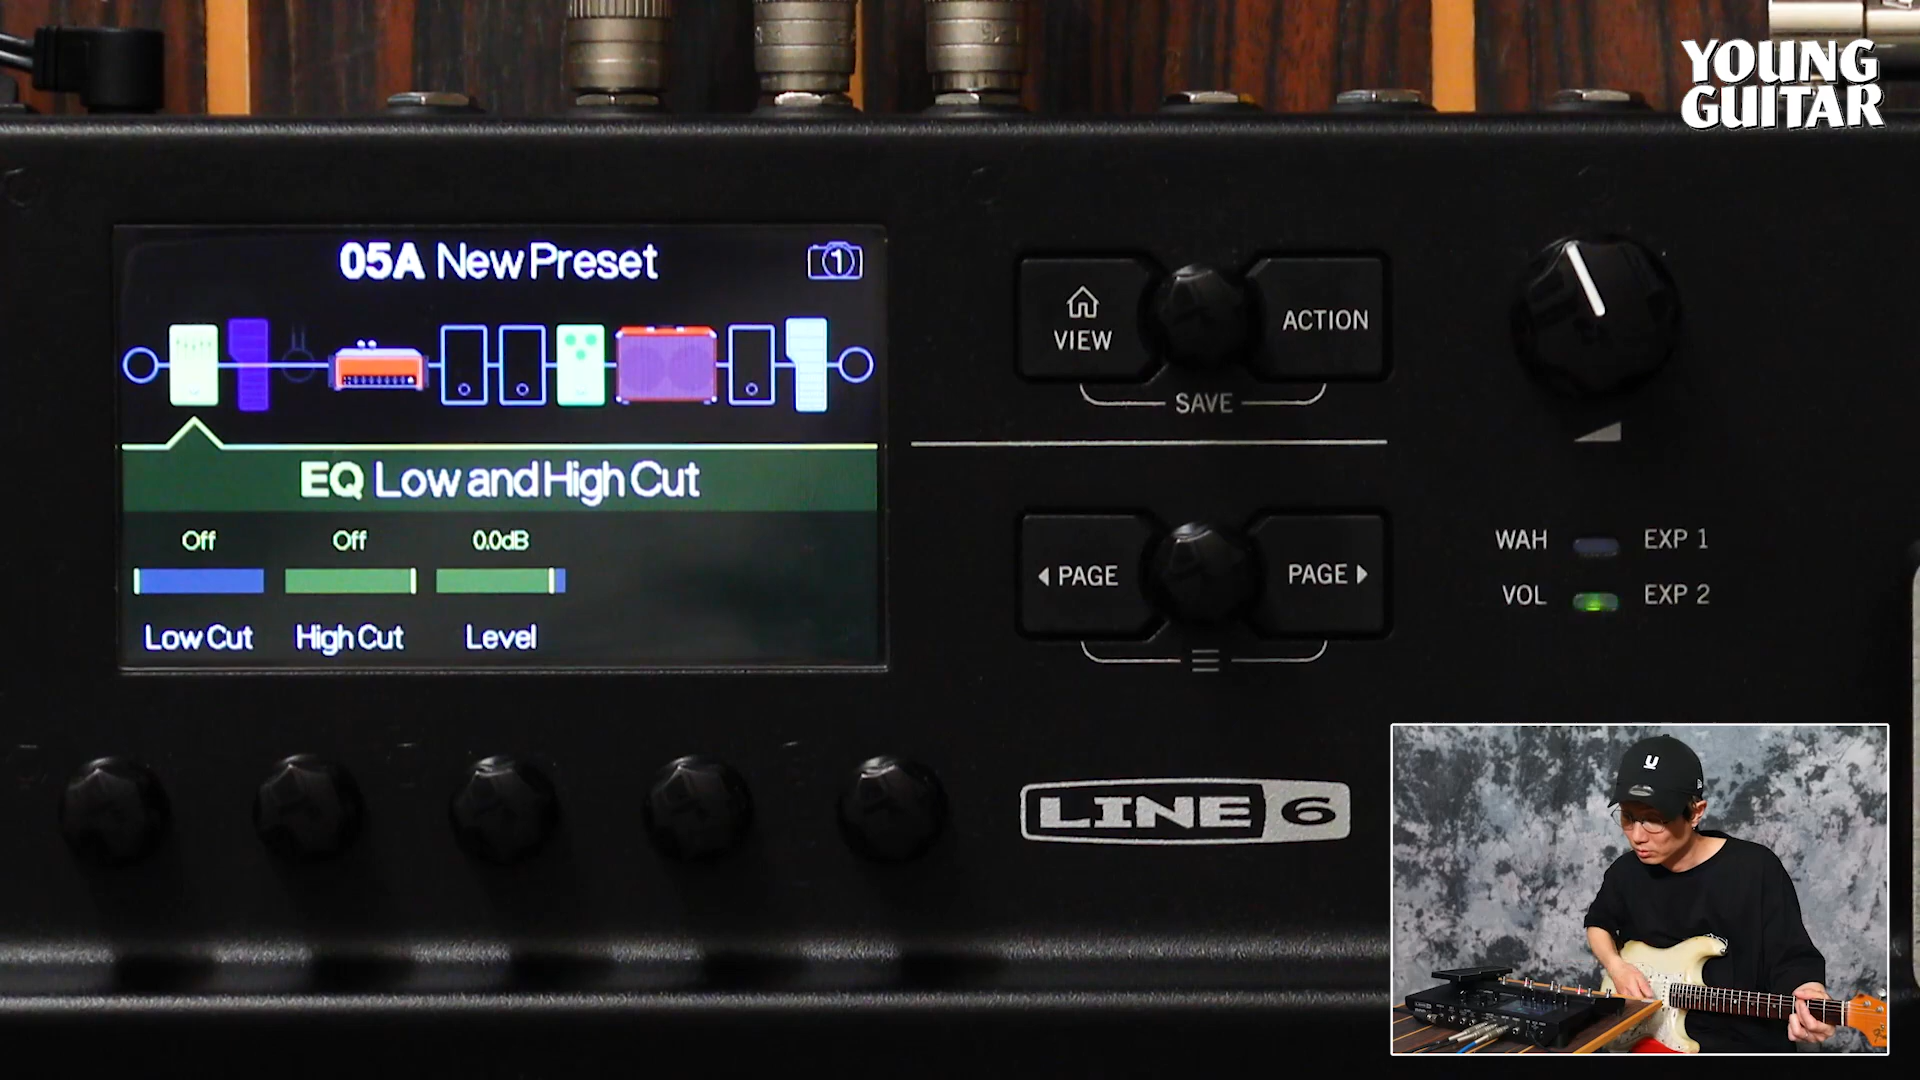 YOUNG
GUITAR
05A New Preset
1
EQ Low and High Cut
Off
Off
0.0dB
Low Cut
High Cut
Level
VIEW
ACTION
SAVE
PAGE
PAGE
WAH
EXP 1
VOL
EXP 2
LINE 6
U